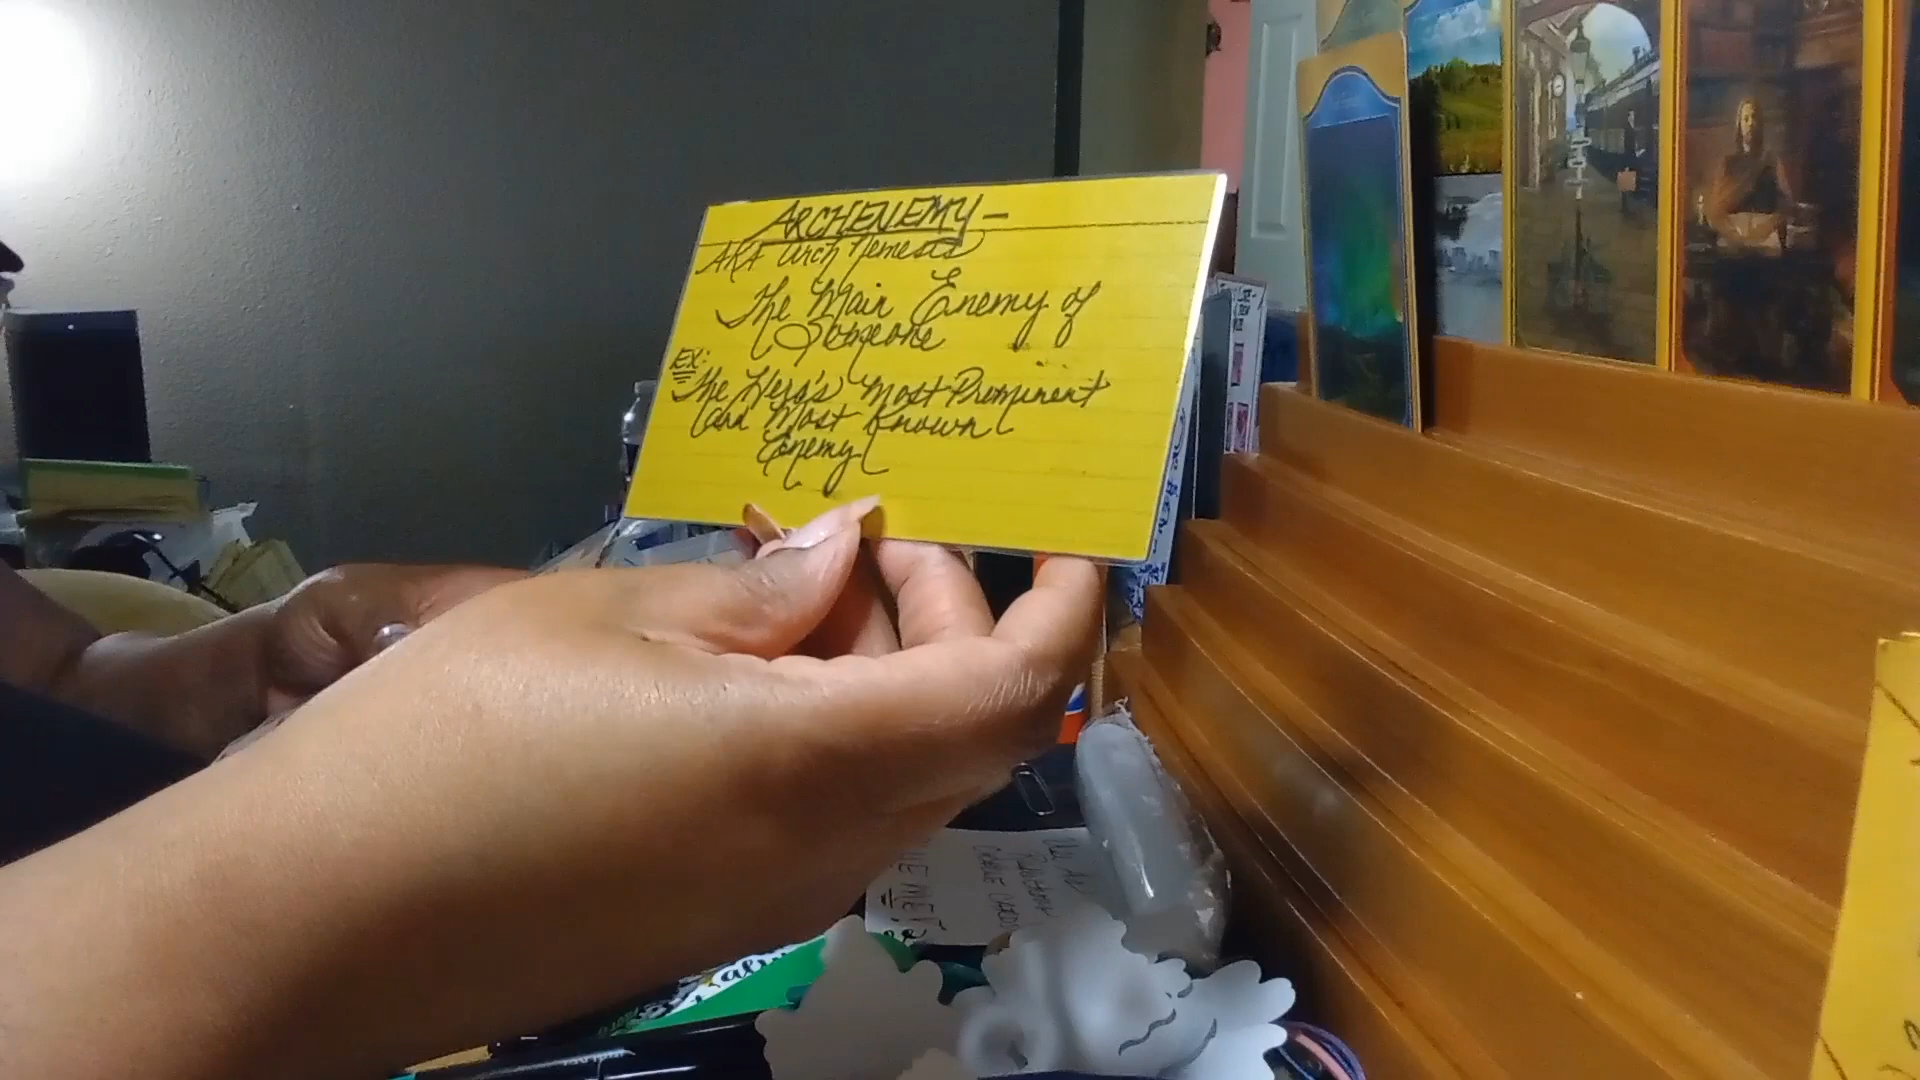 ARCHENEMY —
AKA Arch Nemesis
The Main Enemy of
Someone
EX:
The Hero's Most Prominent
and Most Known
Enemy